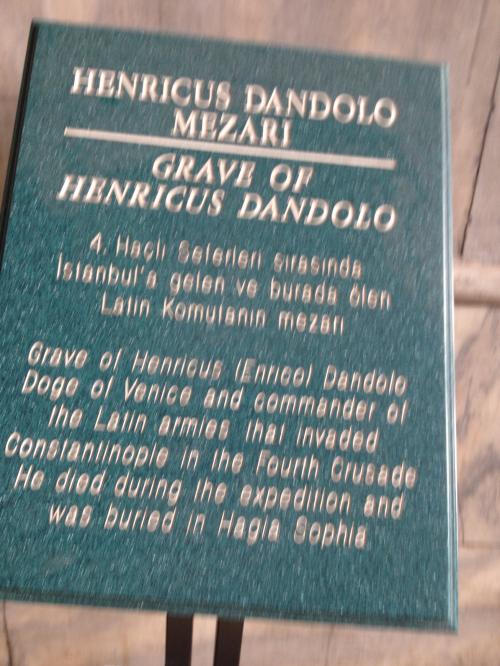 HENRICUS DANDOLO
MEZARI
GRAVE OF
HENRICUS DANDOLO
4. Haçlı Seferleri sırasında
İstanbul'a gelen ve burada ölen
Latin Komutanın mezarı
Grave of Henricus (Enrico) Dandolo
Doge of Venice and commander of
the Latin armies that invaded
Constantinople in the Fourth Crusade
He died during the expedition and
was buried in Hagia Sophia